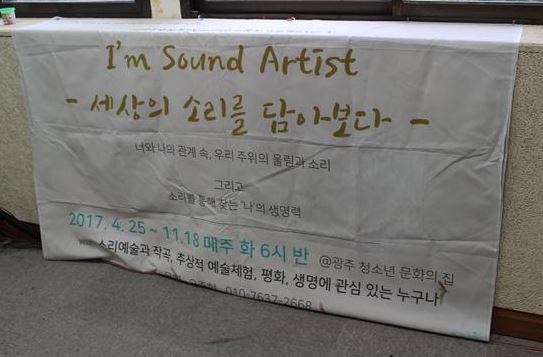 I'm Sound Artist
- 세상의 소리를 담아보다 -
너와 나의 관계 속, 우리 주위의 울림과 소리
그리고
소리를 통해 찾는 '나'의 생명력
2017. 4. 25 ~ 11.18 매주 화 6시 반 @광주 청소년 문화의 집
소리예술과 작곡, 추상적 예술체험, 평화, 생명에 관심 있는 누구나
010-7637-2668